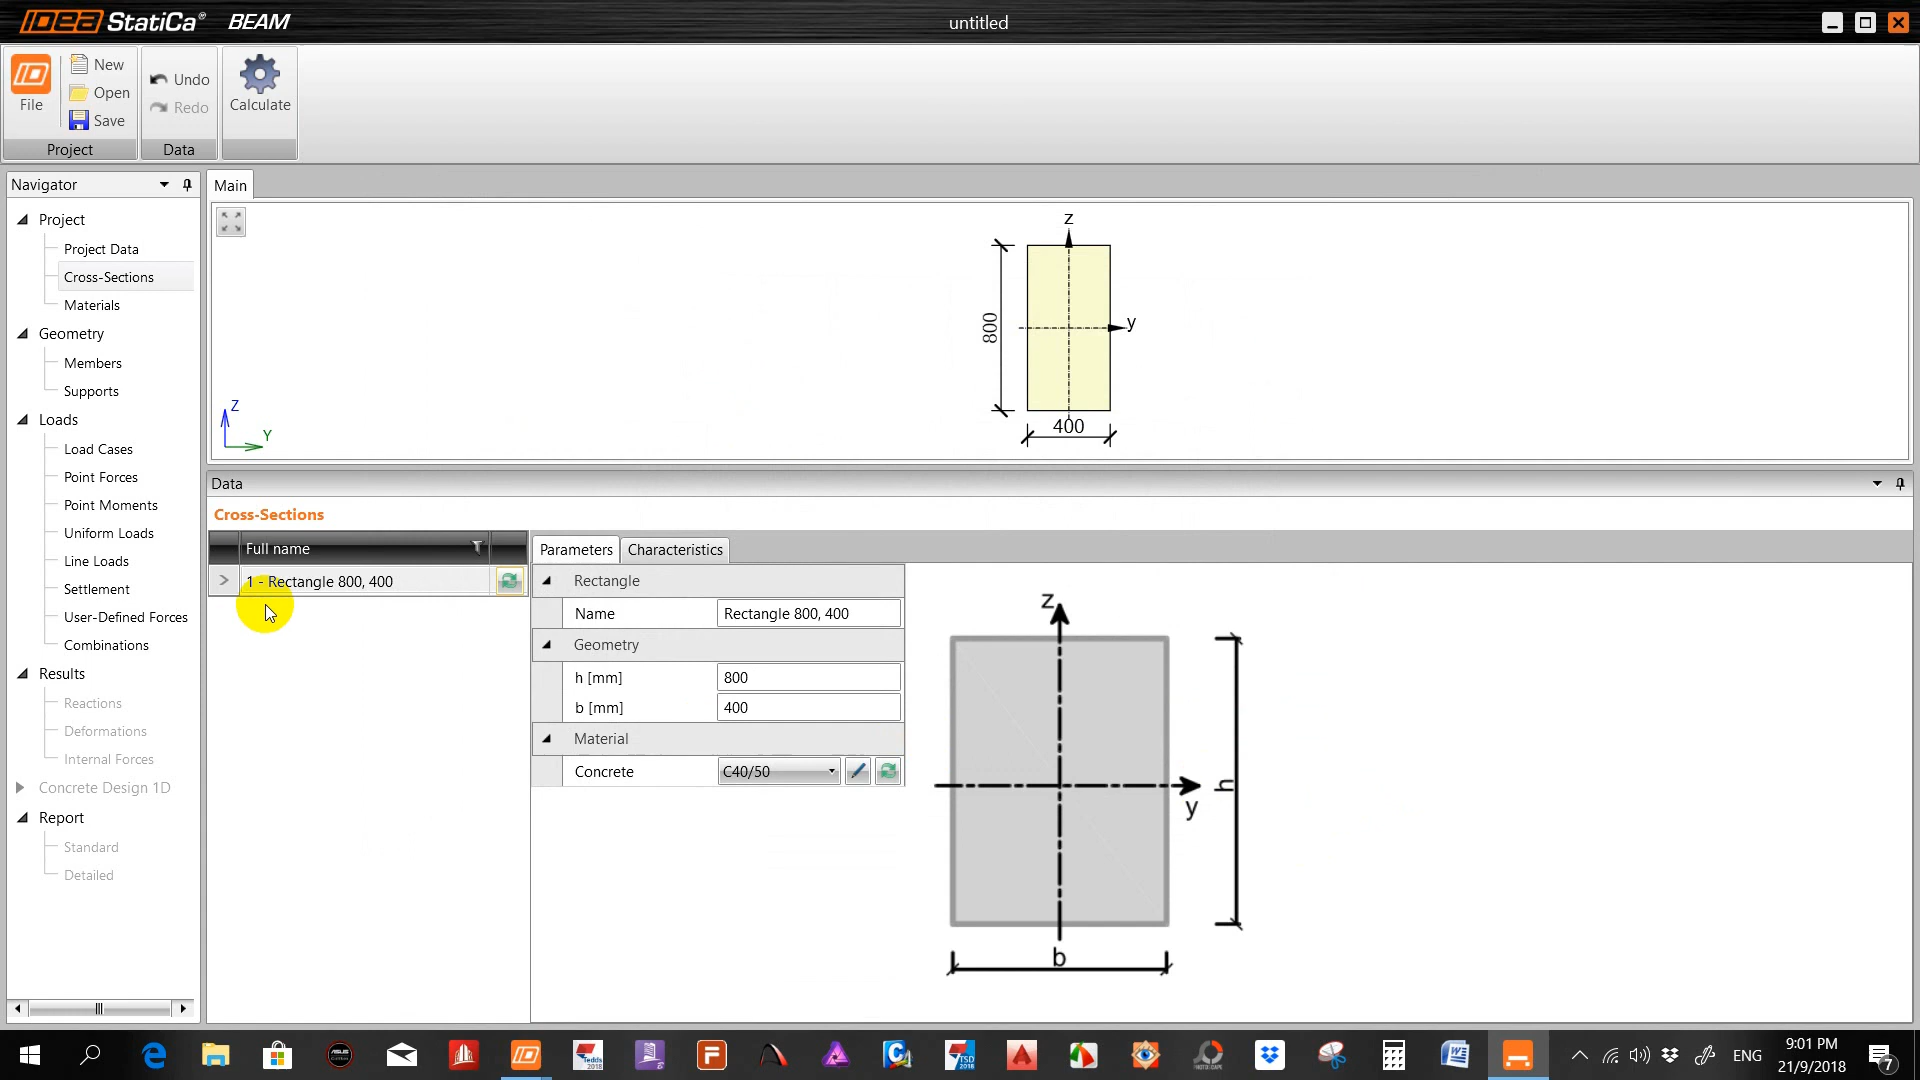 IDEA StatiCa® BEAM
untitled
File
New
Open
Save
Undo
Redo
Calculate
Project
Data
Navigator
Project
Project Data
Cross-Sections
Materials
Geometry
Members
Supports
Loads
Load Cases
Point Forces
Point Moments
Uniform Loads
Line Loads
Settlement
User-Defined Forces
Combinations
Results
Reactions
Deformations
Internal Forces
Concrete Design 1D
Report
Standard
Detailed
Main
z
y
800
400
Z
Y
Data
Cross-Sections
Full name
1 - Rectangle 800, 400
Parameters
Characteristics
Rectangle
Name
Rectangle 800, 400
Geometry
h [mm]
800
b [mm]
400
Material
Concrete
C40/50
z
y
h
b
ENG
9:01 PM
21/9/2018
7